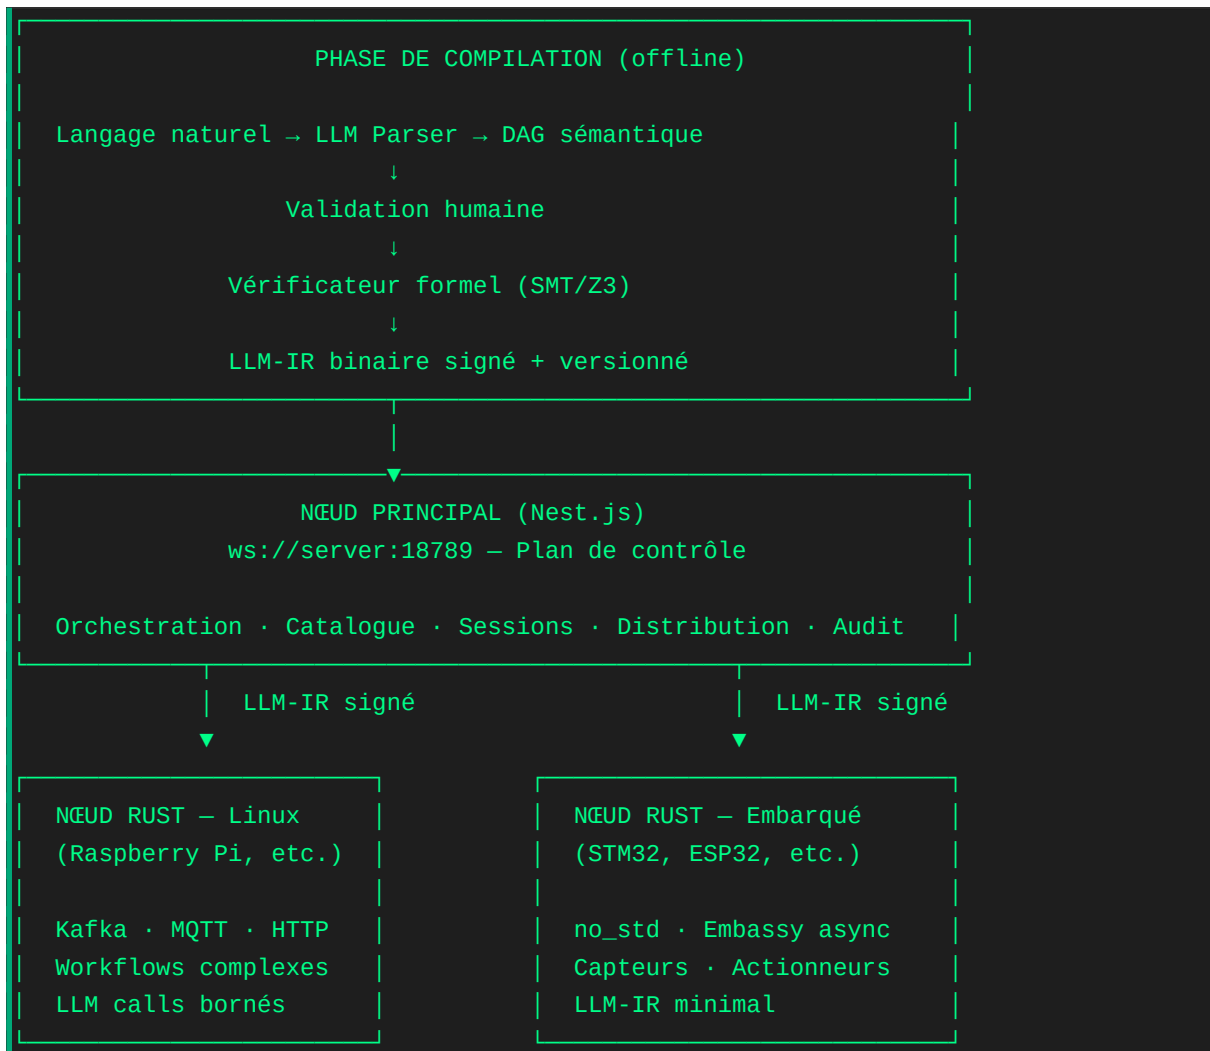 PHASE DE COMPILATION (offline)
Langage naturel → LLM Parser → DAG sémantique
↓
Validation humaine
↓
Vérificateur formel (SMT/Z3)
↓
LLM-IR binaire signé + versionné
NŒUD PRINCIPAL (Nest.js)
ws://server:18789 — Plan de contrôle
Orchestration · Catalogue · Sessions · Distribution · Audit
LLM-IR signé
LLM-IR signé
NŒUD RUST — Linux
(Raspberry Pi, etc.)
Kafka · MQTT · HTTP
Workflows complexes
LLM calls bornés
NŒUD RUST — Embarqué
(STM32, ESP32, etc.)
no_std · Embassy async
Capteurs · Actionneurs
LLM-IR minimal